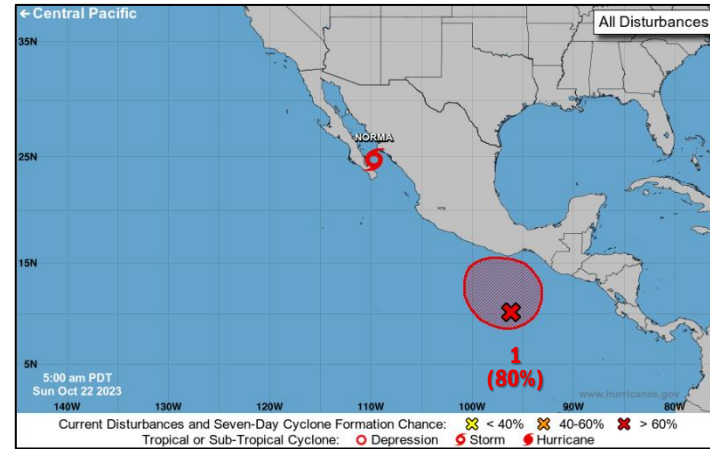 ← Central Pacific
All Disturbances
35N
NORMA
25N
15N
5N
1
(80%)
5:00 am PDT
Sun Oct 22 2023
www.hurricanes.gov
140W 130W 120W 110W 100W 90W 80W
Current Disturbances and Seven-Day Cyclone Formation Chance: < 40% 40-60% > 60%
Tropical or Sub-Tropical Cyclone: Depression Storm Hurricane